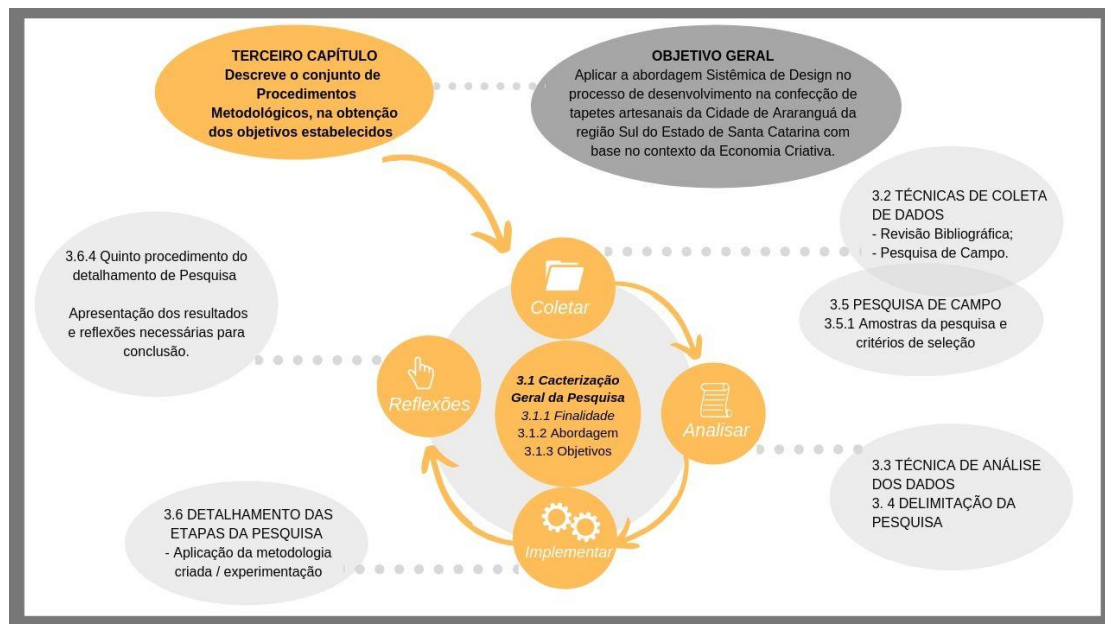 TERCEIRO CAPÍTULO
Descreve o conjunto de
Procedimentos
Metodológicos, na obtenção
dos objetivos estabelecidos
OBJETIVO GERAL
Aplicar a abordagem Sistêmica de Design no
processo de desenvolvimento na confecção de
tapetes artesanais da Cidade de Araranguá da
região Sul do Estado de Santa Catarina com
base no contexto da Economia Criativa.
3.2 TÉCNICAS DE COLETA
DE DADOS
- Revisão Bibliográfica;
- Pesquisa de Campo.
3.5 PESQUISA DE CAMPO
3.5.1 Amostras da pesquisa e
critérios de seleção
3.6.4 Quinto procedimento do
detalhamento de Pesquisa
Apresentação dos resultados
e reflexões necessárias para
conclusão.
Coletar
Reflexões
3.1 Cacterização
Geral da Pesquisa
3.1.1 Finalidade
3.1.2 Abordagem
3.1.3 Objetivos
Analisar
3.3 TÉCNICA DE ANÁLISE
DOS DADOS
3. 4 DELIMITAÇÃO DA
PESQUISA
3.6 DETALHAMENTO DAS
ETAPAS DA PESQUISA
- Aplicação da metodologia
criada / experimentação
Implementar